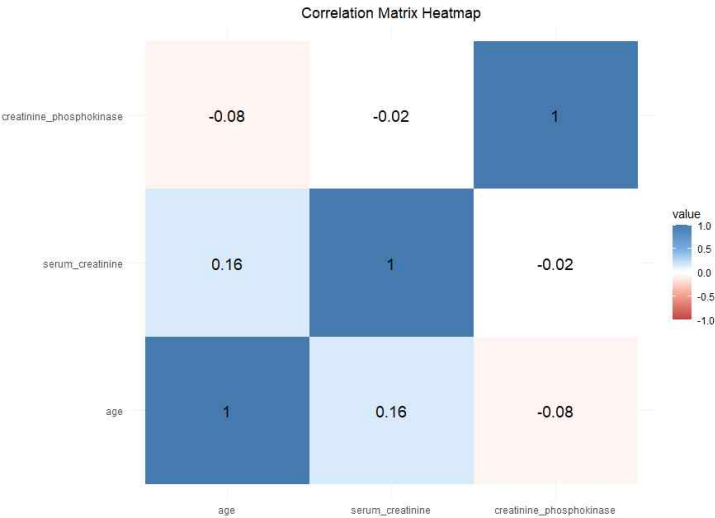 Correlation Matrix Heatmap
creatinine_phosphokinase
-0.08
-0.02
1
serum_creatinine
0.16
1
-0.02
age
1
0.16
-0.08
age
serum_creatinine
creatinine_phosphokinase
value
1.0
0.5
0.0
-0.5
-1.0